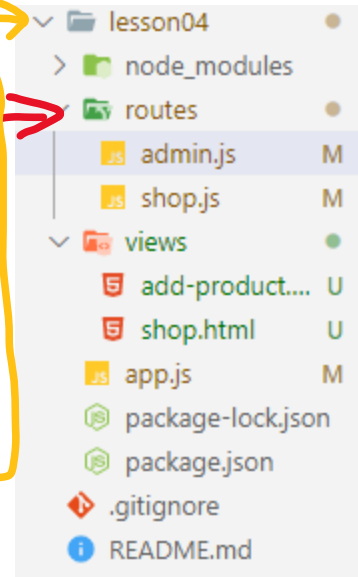 lesson04
node_modules
routes
JS admin.js M
JS shop.js M
views
add-product.... U
shop.html U
JS app.js M
package-lock.json
package.json
.gitignore
README.md